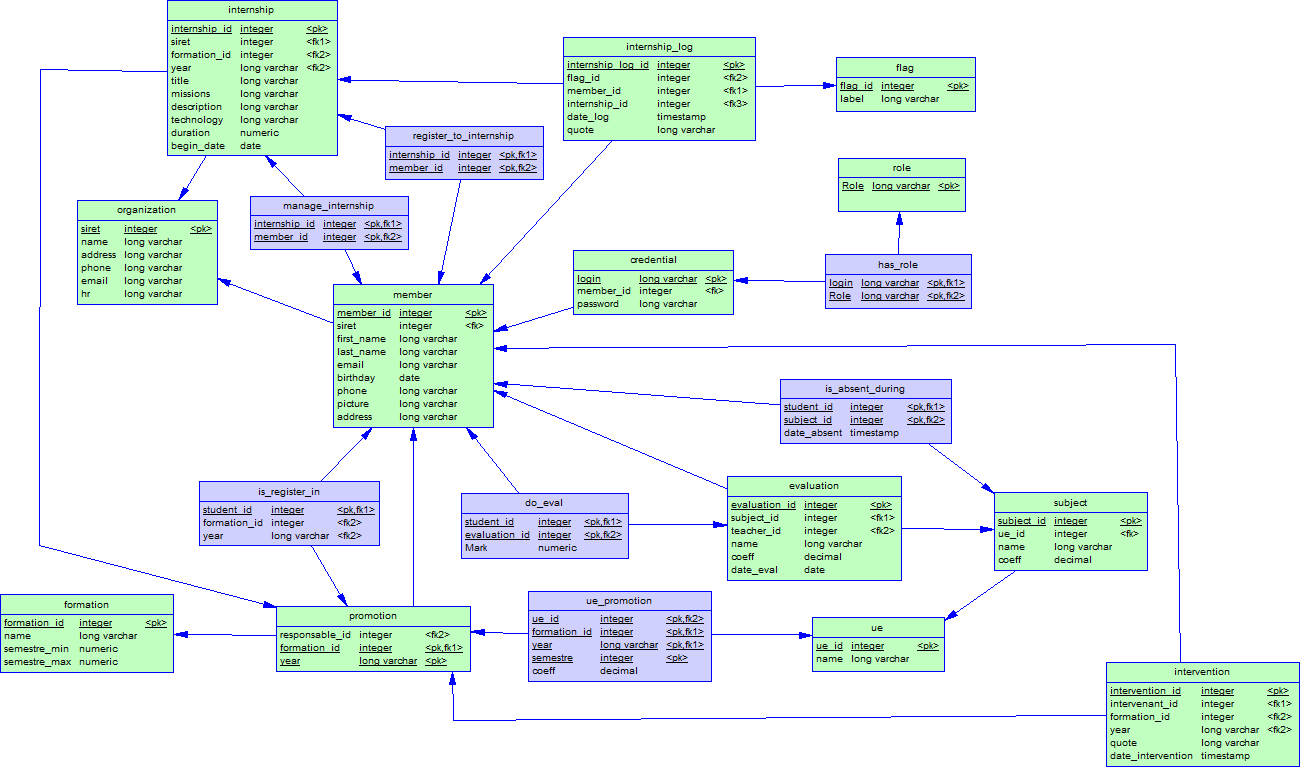 internship
internship_id integer <pk>
siret integer <fk1>
formation_id integer <fk2>
year long varchar <fk2>
title long varchar
missions long varchar
description long varchar
technology long varchar
duration numeric
begin_date date
internship_log
internship_log_id integer <pk>
flag_id integer <fk2>
member_id integer <fk1>
internship_id integer <fk3>
date_log timestamp
quote long varchar
flag
flag_id integer <pk>
label long varchar
register_to_internship
internship_id integer <pk,fk1>
member_id integer <pk,fk2>
role
Role long varchar <pk>
manage_internship
internship_id integer <pk,fk1>
member_id integer <pk,fk2>
organization
siret integer <pk>
name long varchar
address long varchar
phone long varchar
email long varchar
hr long varchar
credential
login long varchar <pk>
member_id integer <fk>
password long varchar
has_role
login long varchar <pk,fk1>
Role long varchar <pk,fk2>
member
member_id integer <pk>
siret integer <fk>
first_name long varchar
last_name long varchar
email long varchar
birthday date
phone long varchar
picture long varchar
address long varchar
is_absent_during
student_id integer <pk,fk1>
subject_id integer <pk,fk2>
date_absent timestamp
is_register_in
student_id integer <pk,fk1>
formation_id integer <fk2>
year long varchar <fk2>
do_eval
student_id integer <pk,fk1>
evaluation_id integer <pk,fk2>
Mark numeric
evaluation
evaluation_id integer <pk>
subject_id integer <fk1>
teacher_id integer <fk2>
name long varchar
coeff decimal
date_eval date
subject
subject_id integer <pk>
ue_id integer <fk>
name long varchar
coeff decimal
formation
formation_id integer <pk>
name long varchar
semestre_min numeric
semestre_max numeric
promotion
responsable_id integer <fk2>
formation_id integer <pk,fk1>
year long varchar <pk>
ue_promotion
ue_id integer <pk,fk2>
formation_id integer <pk,fk1>
year long varchar <pk,fk1>
semestre integer <pk>
coeff decimal
ue
ue_id integer <pk>
name long varchar
intervention
intervention_id integer <pk>
intervenant_id integer <fk1>
formation_id integer <fk2>
year long varchar <fk2>
quote long varchar
date_intervention timestamp